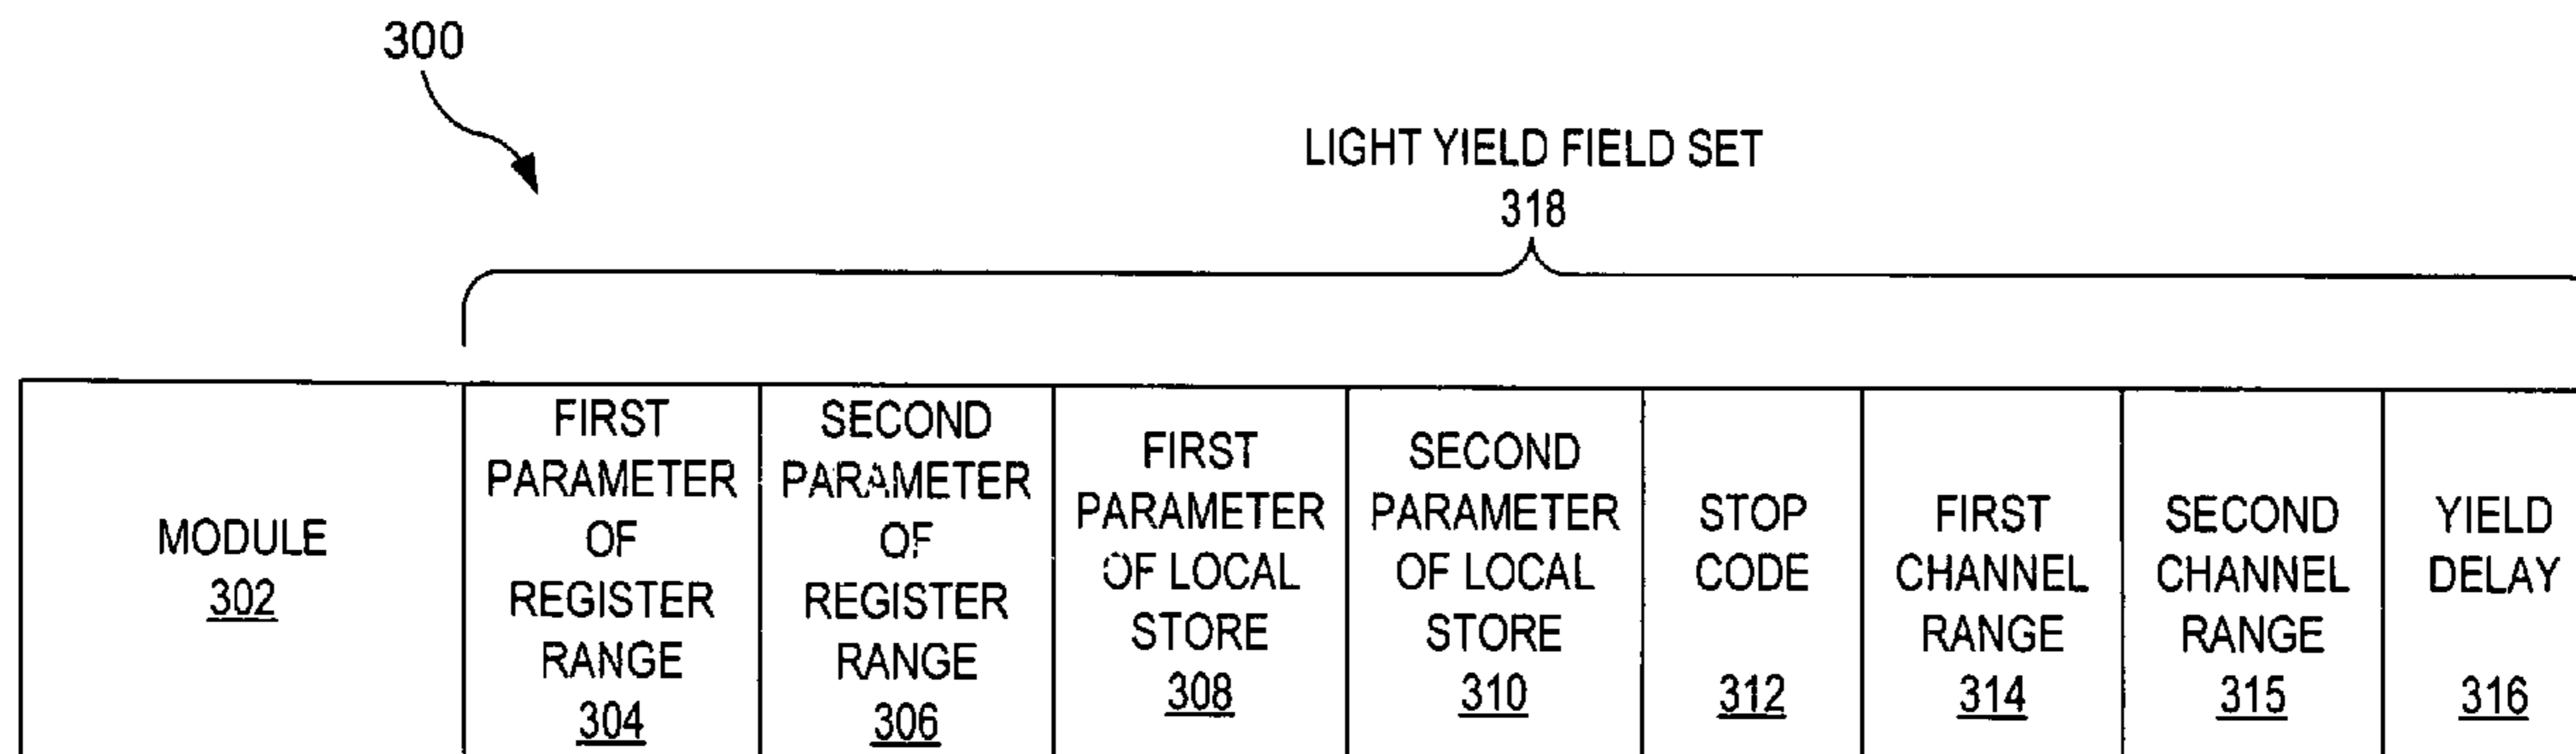 300
LIGHT YIELD FIELD SET
318
MODULE
302
FIRST
PARAMETER
OF
REGISTER
RANGE
304
SECOND
PARAMETER
OF
REGISTER
RANGE
306
FIRST
PARAMETER
OF LOCAL
STORE
308
SECOND
PARAMETER
OF LOCAL
STORE
310
STOP
CODE
312
FIRST
CHANNEL
RANGE
314
SECOND
CHANNEL
RANGE
315
YIELD
DELAY
316